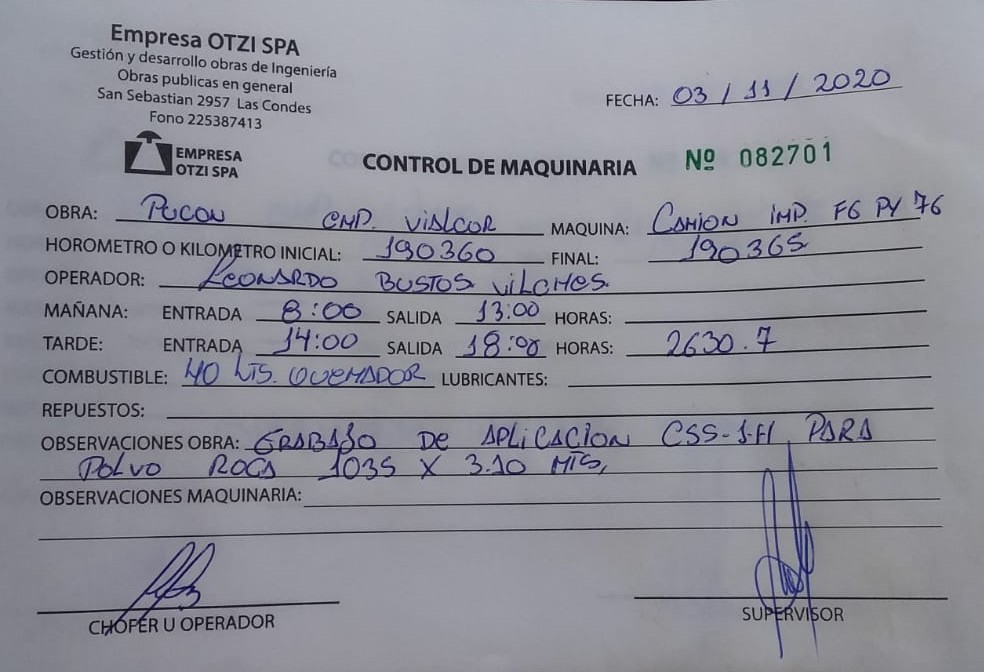 Empresa OTZI SPA
Gestión y desarrollo obras de Ingeniería
Obras publicas en general
San Sebastian 2957 Las Condes
Fono 225387413
EMPRESA
OTZI SPA
FECHA: 03 / 11 / 2020
CONTROL DE MAQUINARIA Nº 082701
OBRA: PUCON EMP. VIALCOR MAQUINA: CAMION IMP. FG PY 76
HOROMETRO O KILOMETRO INICIAL: 190360 FINAL: 190365
OPERADOR: LEONARDO BUSTOS VILCHES.
MAÑANA: ENTRADA 8:00 SALIDA 13:00 HORAS:
TARDE: ENTRADA 14:00 SALIDA 18:00 HORAS: 2630.7
COMBUSTIBLE: 40 LTS. QUEMADOR LUBRICANTES:
REPUESTOS:
OBSERVACIONES OBRA: TRABAJO DE APLICACION CSS-1H PARA
POLVO ROCA 1035 X 3.10 MTS,
OBSERVACIONES MAQUINARIA:
CHOFER U OPERADOR SUPERVISOR